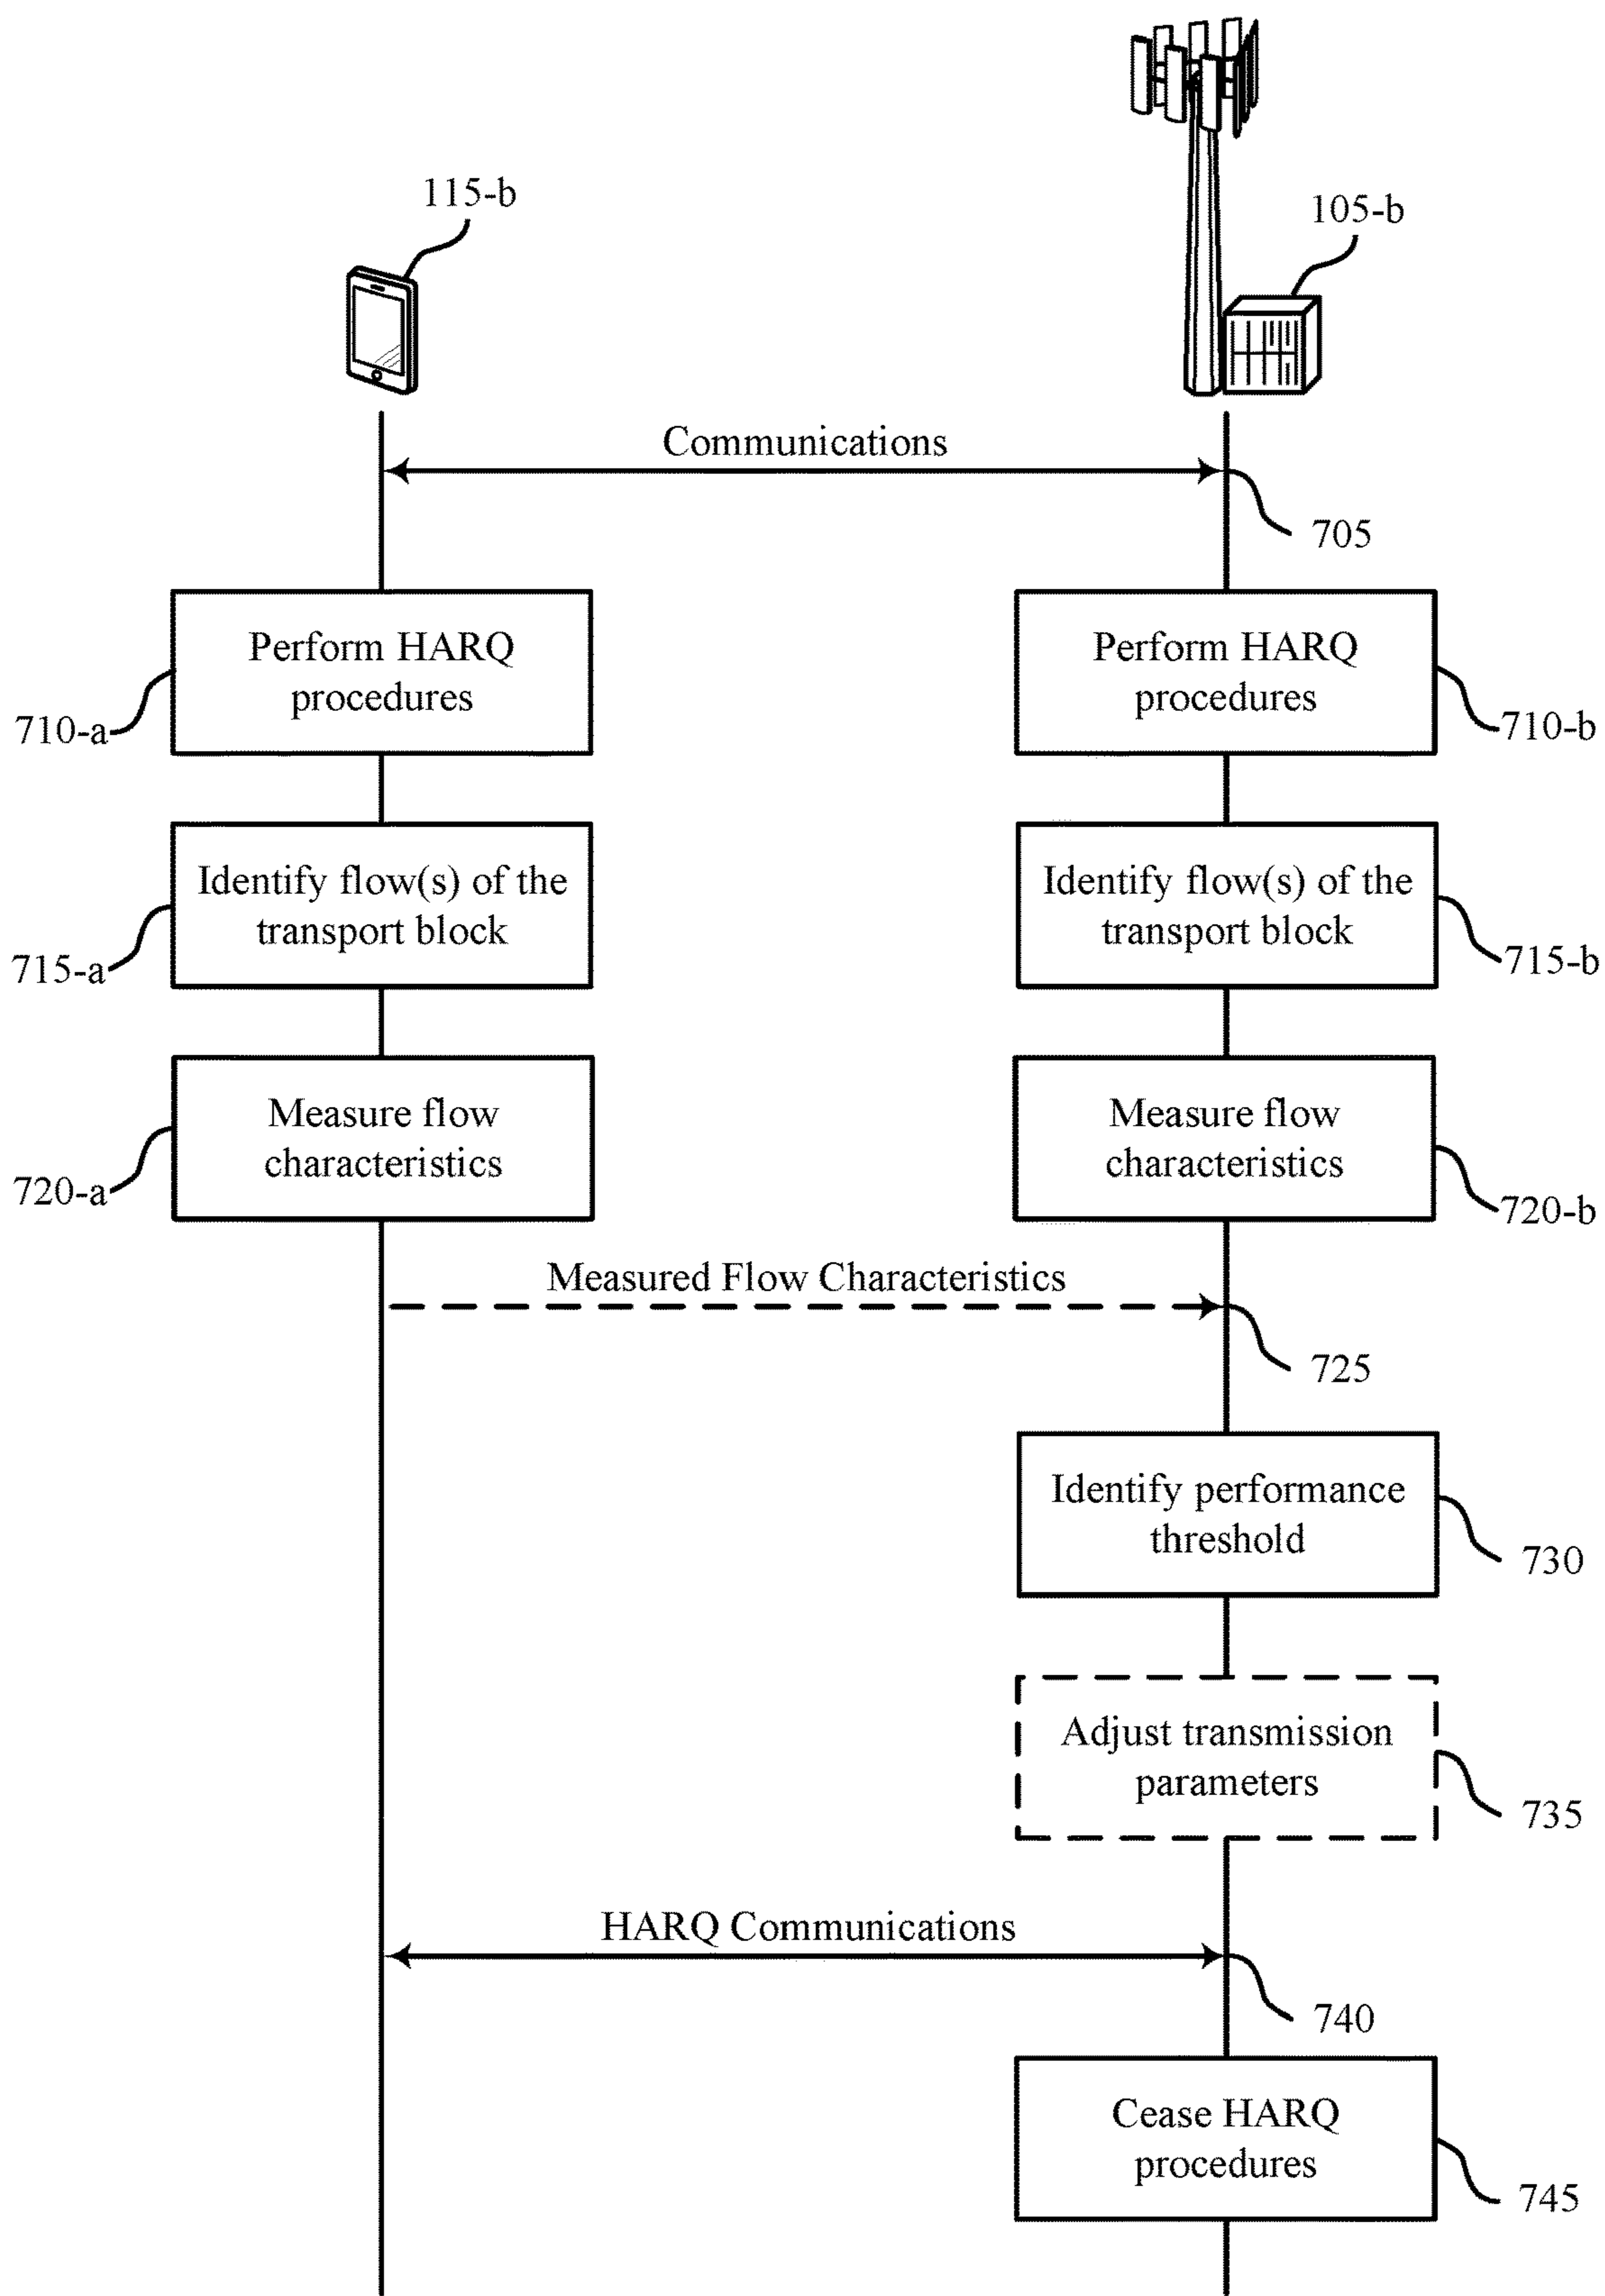 115-b
105-b
Communications
705
Perform HARQ
procedures
710-a
Perform HARQ
procedures
710-b
Identify flow(s) of the
transport block
715-a
Identify flow(s) of the
transport block
715-b
Measure flow
characteristics
720-a
Measure flow
characteristics
720-b
Measured Flow Characteristics
725
Identify performance
threshold
730
Adjust transmission
parameters
735
HARQ Communications
740
Cease HARQ
procedures
745